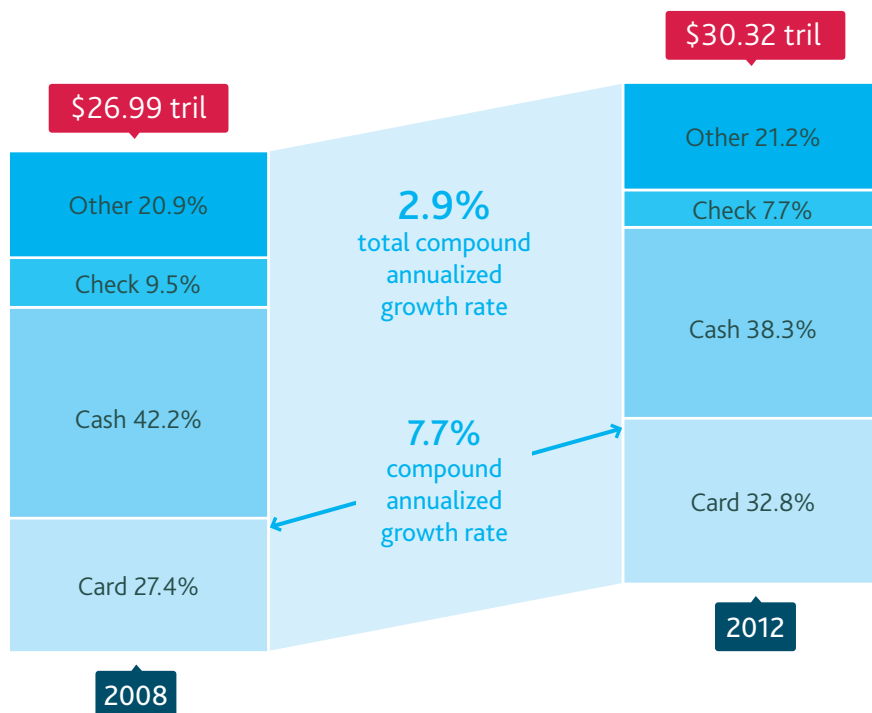 $26.99 tril
Other 20.9%
Check 9.5%
Cash 42.2%
Card 27.4%
2008
2.9%
total compound
annualized
growth rate
7.7%
compound
annualized
growth rate
$30.32 tril
Other 21.2%
Check 7.7%
Cash 38.3%
Card 32.8%
2012